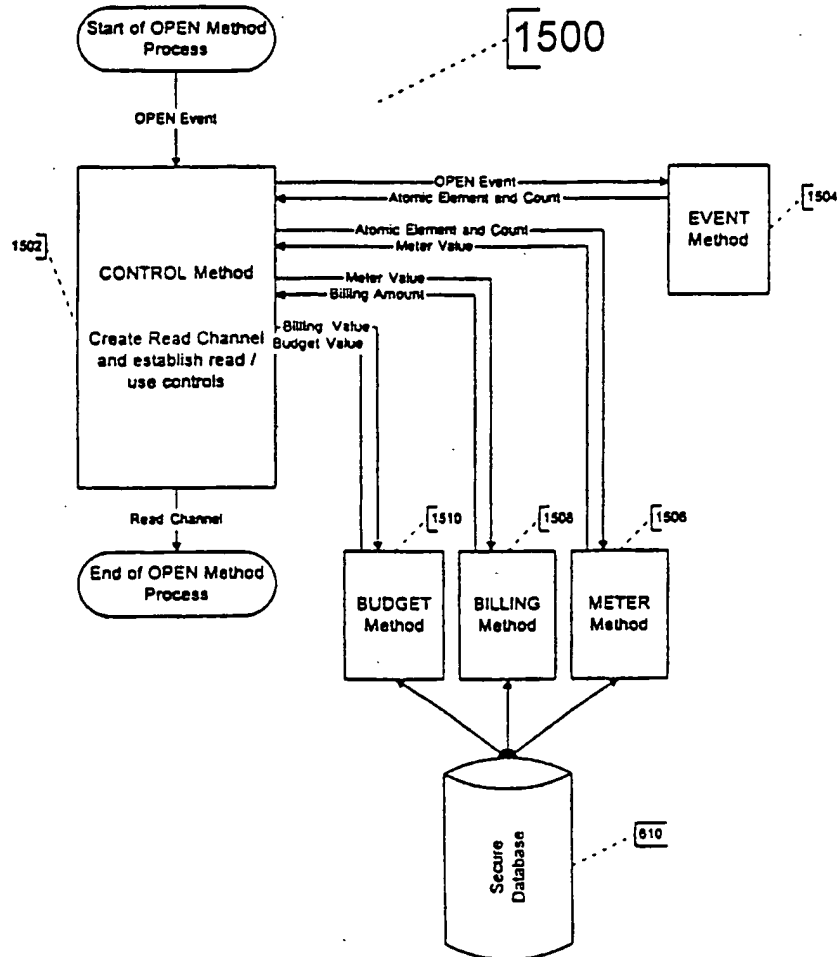 Start of OPEN Method
Process
1500
OPEN Event
OPEN Event
Atomic Element and Count
EVENT
Method
1504
1502
Atomic Element and Count
Meter Value
CONTROL Method
Meter Value
Billing Amount
Create Read Channel
and establish read /
use controls
Billing Value
Budget Value
Read Channel
End of OPEN Method
Process
1510
1508
1506
BUDGET
Method
BILLING
Method
METER
Method
Secure
Database
610